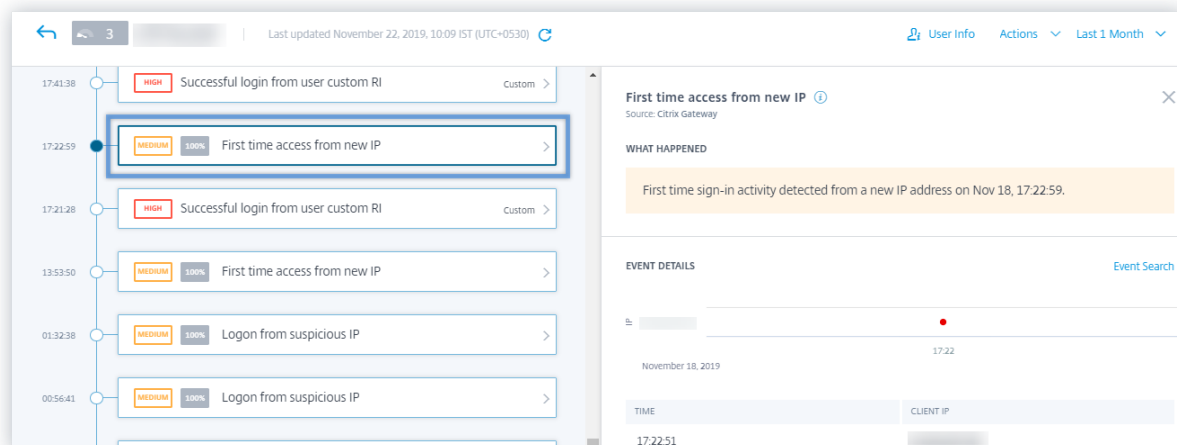 3
Last updated November 22, 2019, 10:09 IST (UTC+0530)
User Info
Actions
Last 1 Month
17:41:38
HIGH
Successful login from user custom RI
Custom
17:22:59
MEDIUM
100%
First time access from new IP
17:21:28
HIGH
Successful login from user custom RI
Custom
13:53:50
MEDIUM
100%
First time access from new IP
01:32:38
MEDIUM
100%
Logon from suspicious IP
00:56:41
MEDIUM
100%
Logon from suspicious IP
First time access from new IP
Source: Citrix Gateway
WHAT HAPPENED
First time sign-in activity detected from a new IP address on Nov 18, 17:22:59.
EVENT DETAILS
Event Search
IP
17:22
November 18, 2019
TIME
CLIENT IP
17:22:51